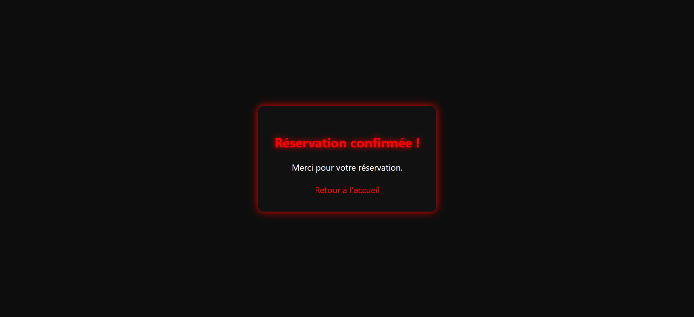 Réservation confirmée !
Merci pour votre réservation.
Retour à l'accueil